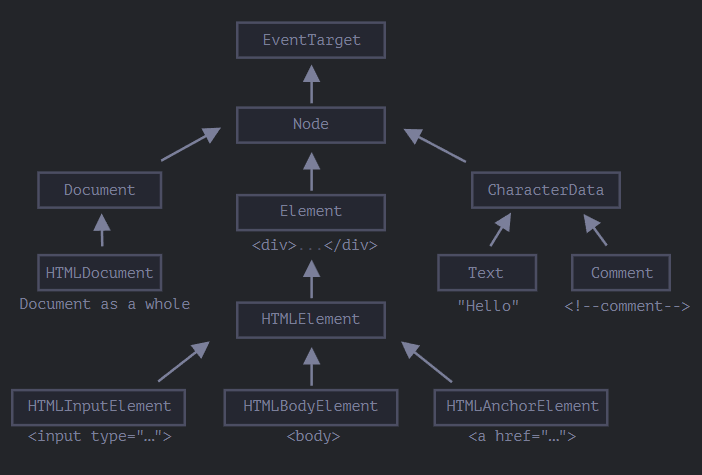 EventTarget
Node
Document
Element
CharacterData
<div>...</div>
HTMLDocument
Text
Comment
Document as a whole
"Hello"
<!--comment-->
HTMLElement
HTMLInputElement
HTMLBodyElement
HTMLAnchorElement
<input type="…">
<body>
<a href="…">